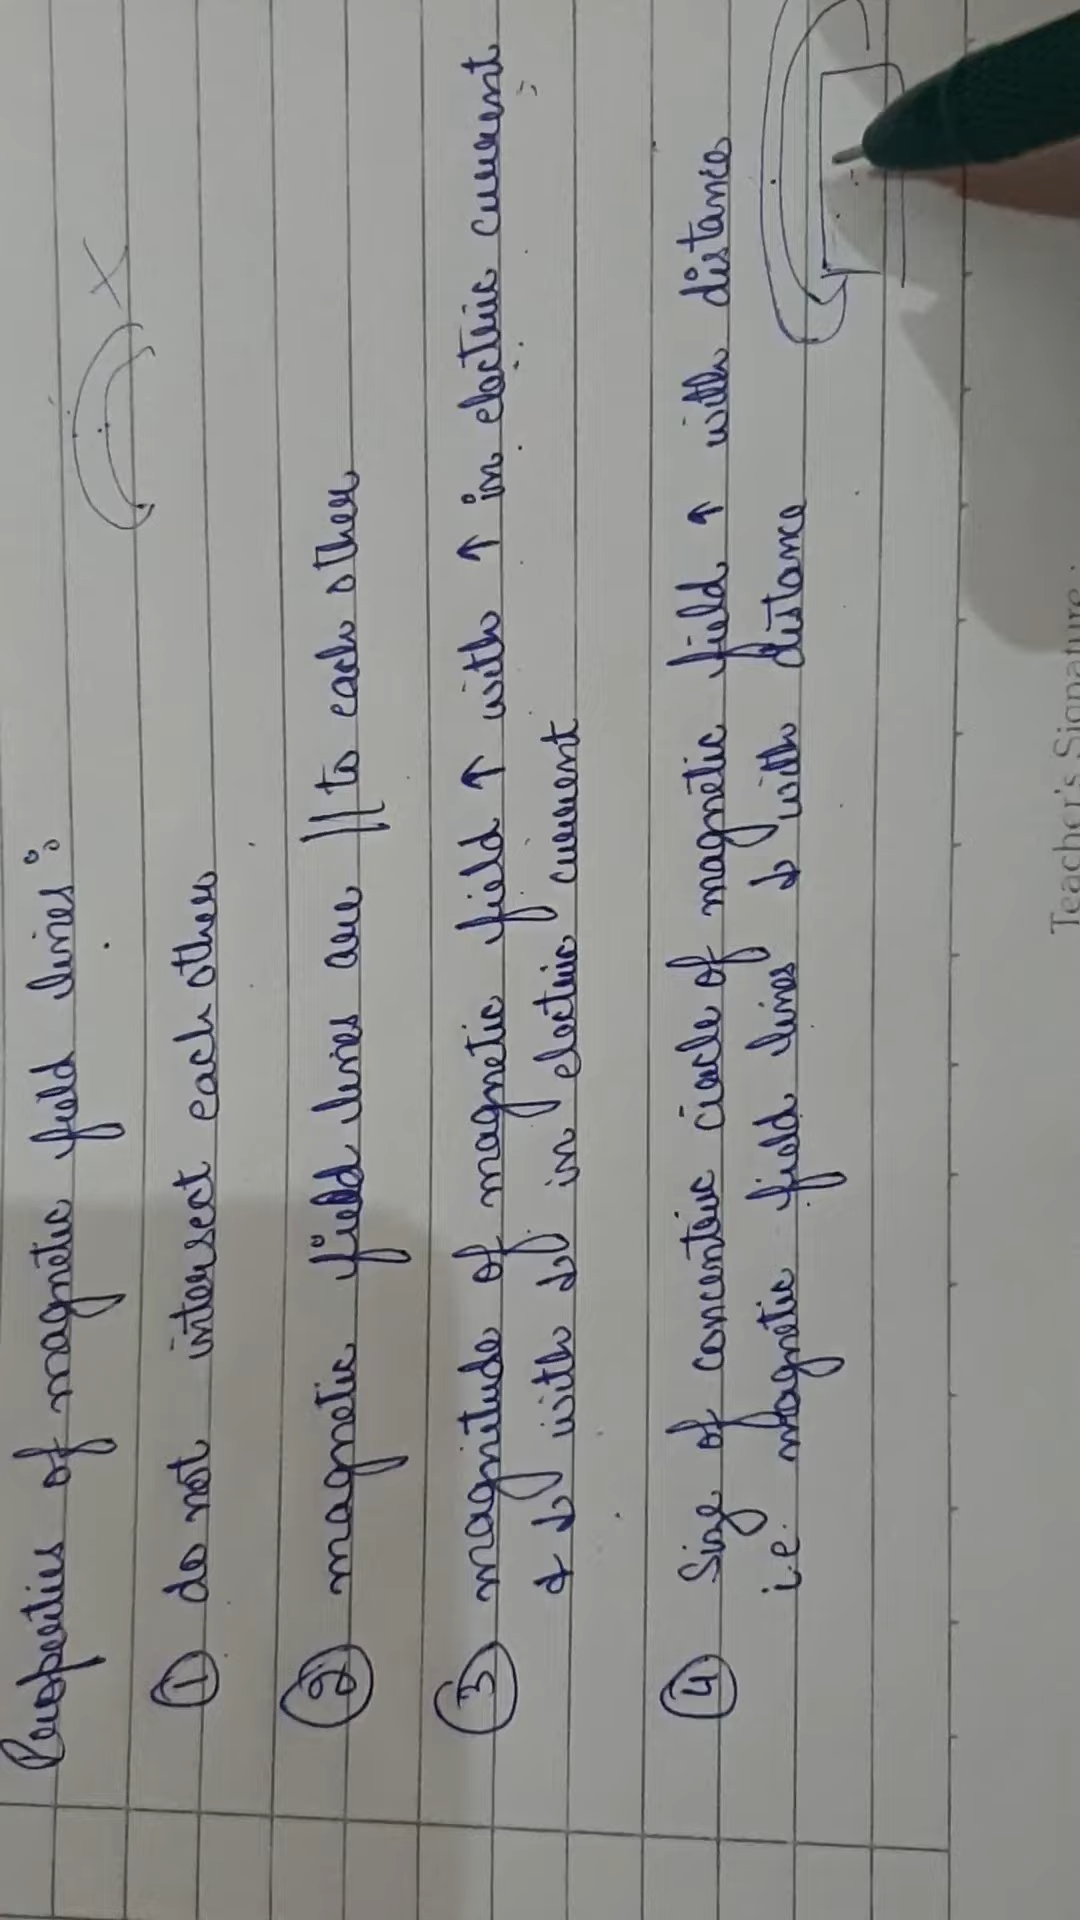 Properties of magnetic field lines:
① do not intersect each other
② magnetic field lines are || to each other
③ magnitude of magnetic field ↑ with ↑ in electric current
& ↓ with ↓ in electric current
④ Size of concentric circle of magnetic field ↑ with distance
i.e. magnetic field lines ↓ with distance
Teacher's Signature :